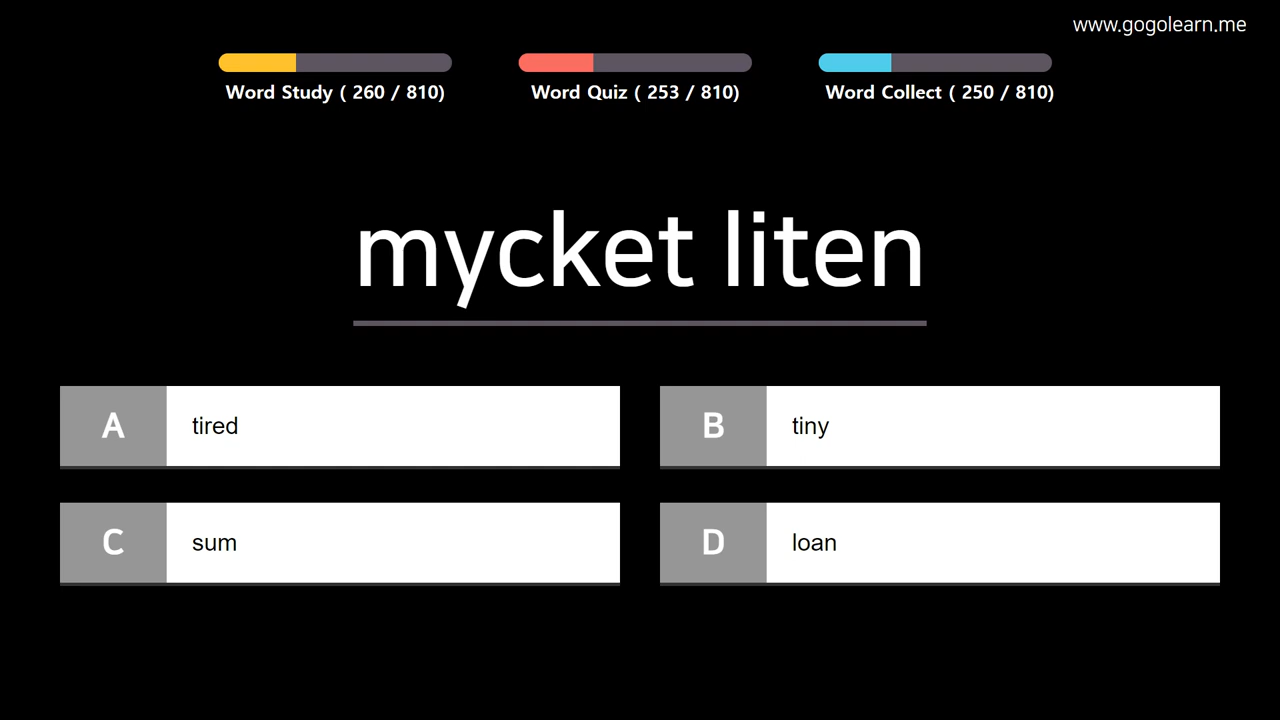 www.gogolearn.me
Word Study ( 260 / 810)
Word Quiz ( 253 / 810)
Word Collect ( 250 / 810)
mycket liten
A tired
B tiny
C sum
D loan